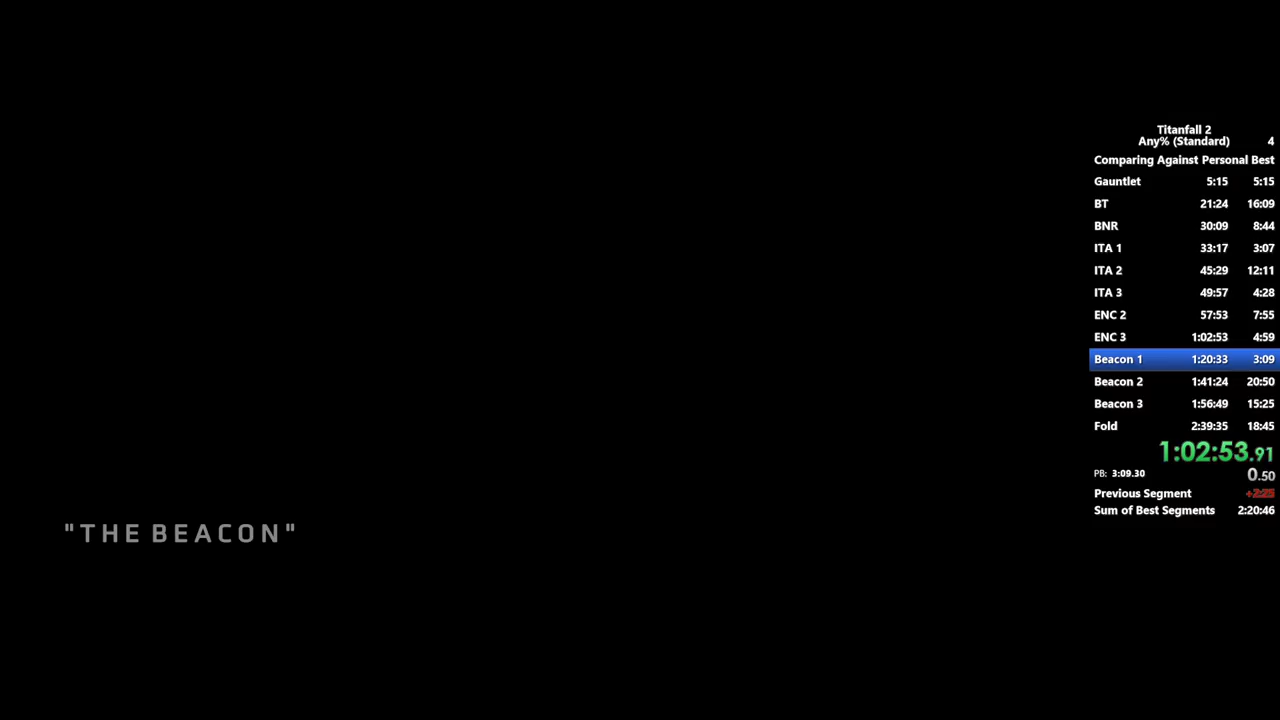 Titanfall 2
Any% (Standard) 4
Comparing Against Personal Best
Gauntlet 5:15 5:15
BT 21:24 16:09
BNR 30:09 8:44
ITA 1 33:17 3:07
ITA 2 45:29 12:11
ITA 3 49:57 4:28
ENC 2 57:53 7:55
ENC 3 1:02:53 4:59
Beacon 1 1:20:33 3:09
Beacon 2 1:41:24 20:50
Beacon 3 1:56:49 15:25
Fold 2:39:35 18:45
1:02:53.91
PB: 3:09.30 0.50
Previous Segment +2:25
Sum of Best Segments 2:20:46
"THE BEACON"